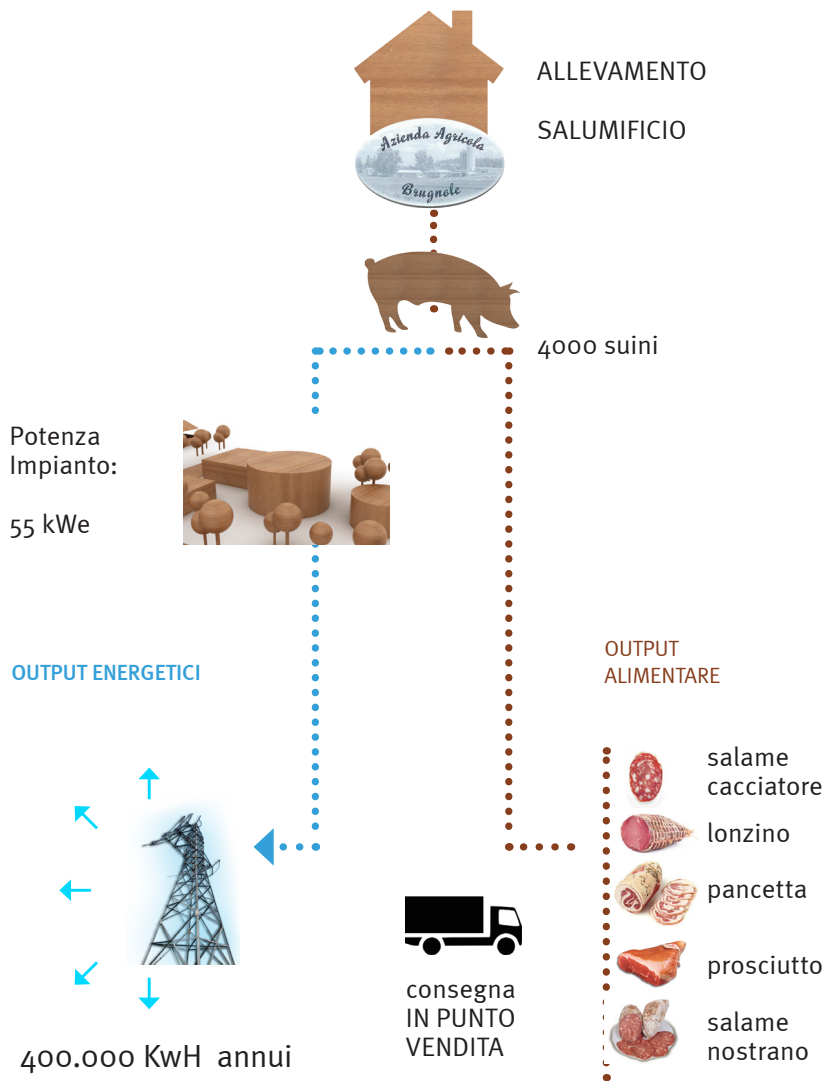 ALLEVAMENTO
SALUMIFICIO
Azienda Agricola
Brugnole
4000 suini
Potenza
Impianto:
55 kWe
OUTPUT ENERGETICI
OUTPUT
ALIMENTARE
salame
cacciatore
lonzino
pancetta
prosciutto
salame
nostrano
consegna
IN PUNTO
VENDITA
400.000 KwH annui